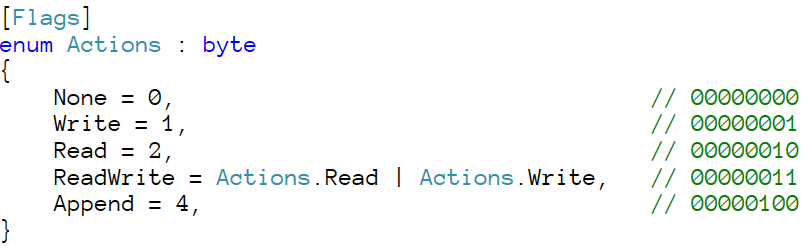 [Flags]
enum Actions : byte
{
    None = 0,                                // 00000000
    Write = 1,                               // 00000001
    Read = 2,                                // 00000010
    ReadWrite = Actions.Read | Actions.Write,   // 00000011
    Append = 4,                              // 00000100
}